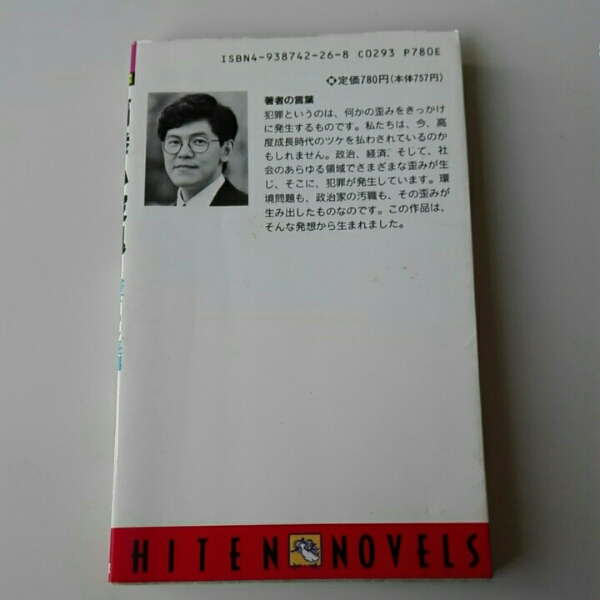 ISBN4-938742-26-8 C0293 P780E
定価780円(本体757円)
著者の言葉
犯罪というのは、何かの歪みをきっかけ
に発生するものです。私たちは、今、高
度成長時代のツケを払わされているのか
もしれません。政治、経済、そして、社
会のあらゆる領域でさまざまな歪みが生
じ、そこに、犯罪が発生しています。環
境問題も、政治家の汚職も、その歪みが
生み出したものなのです。この作品は、
そんな発想から生まれました。
HITEN NOVELS